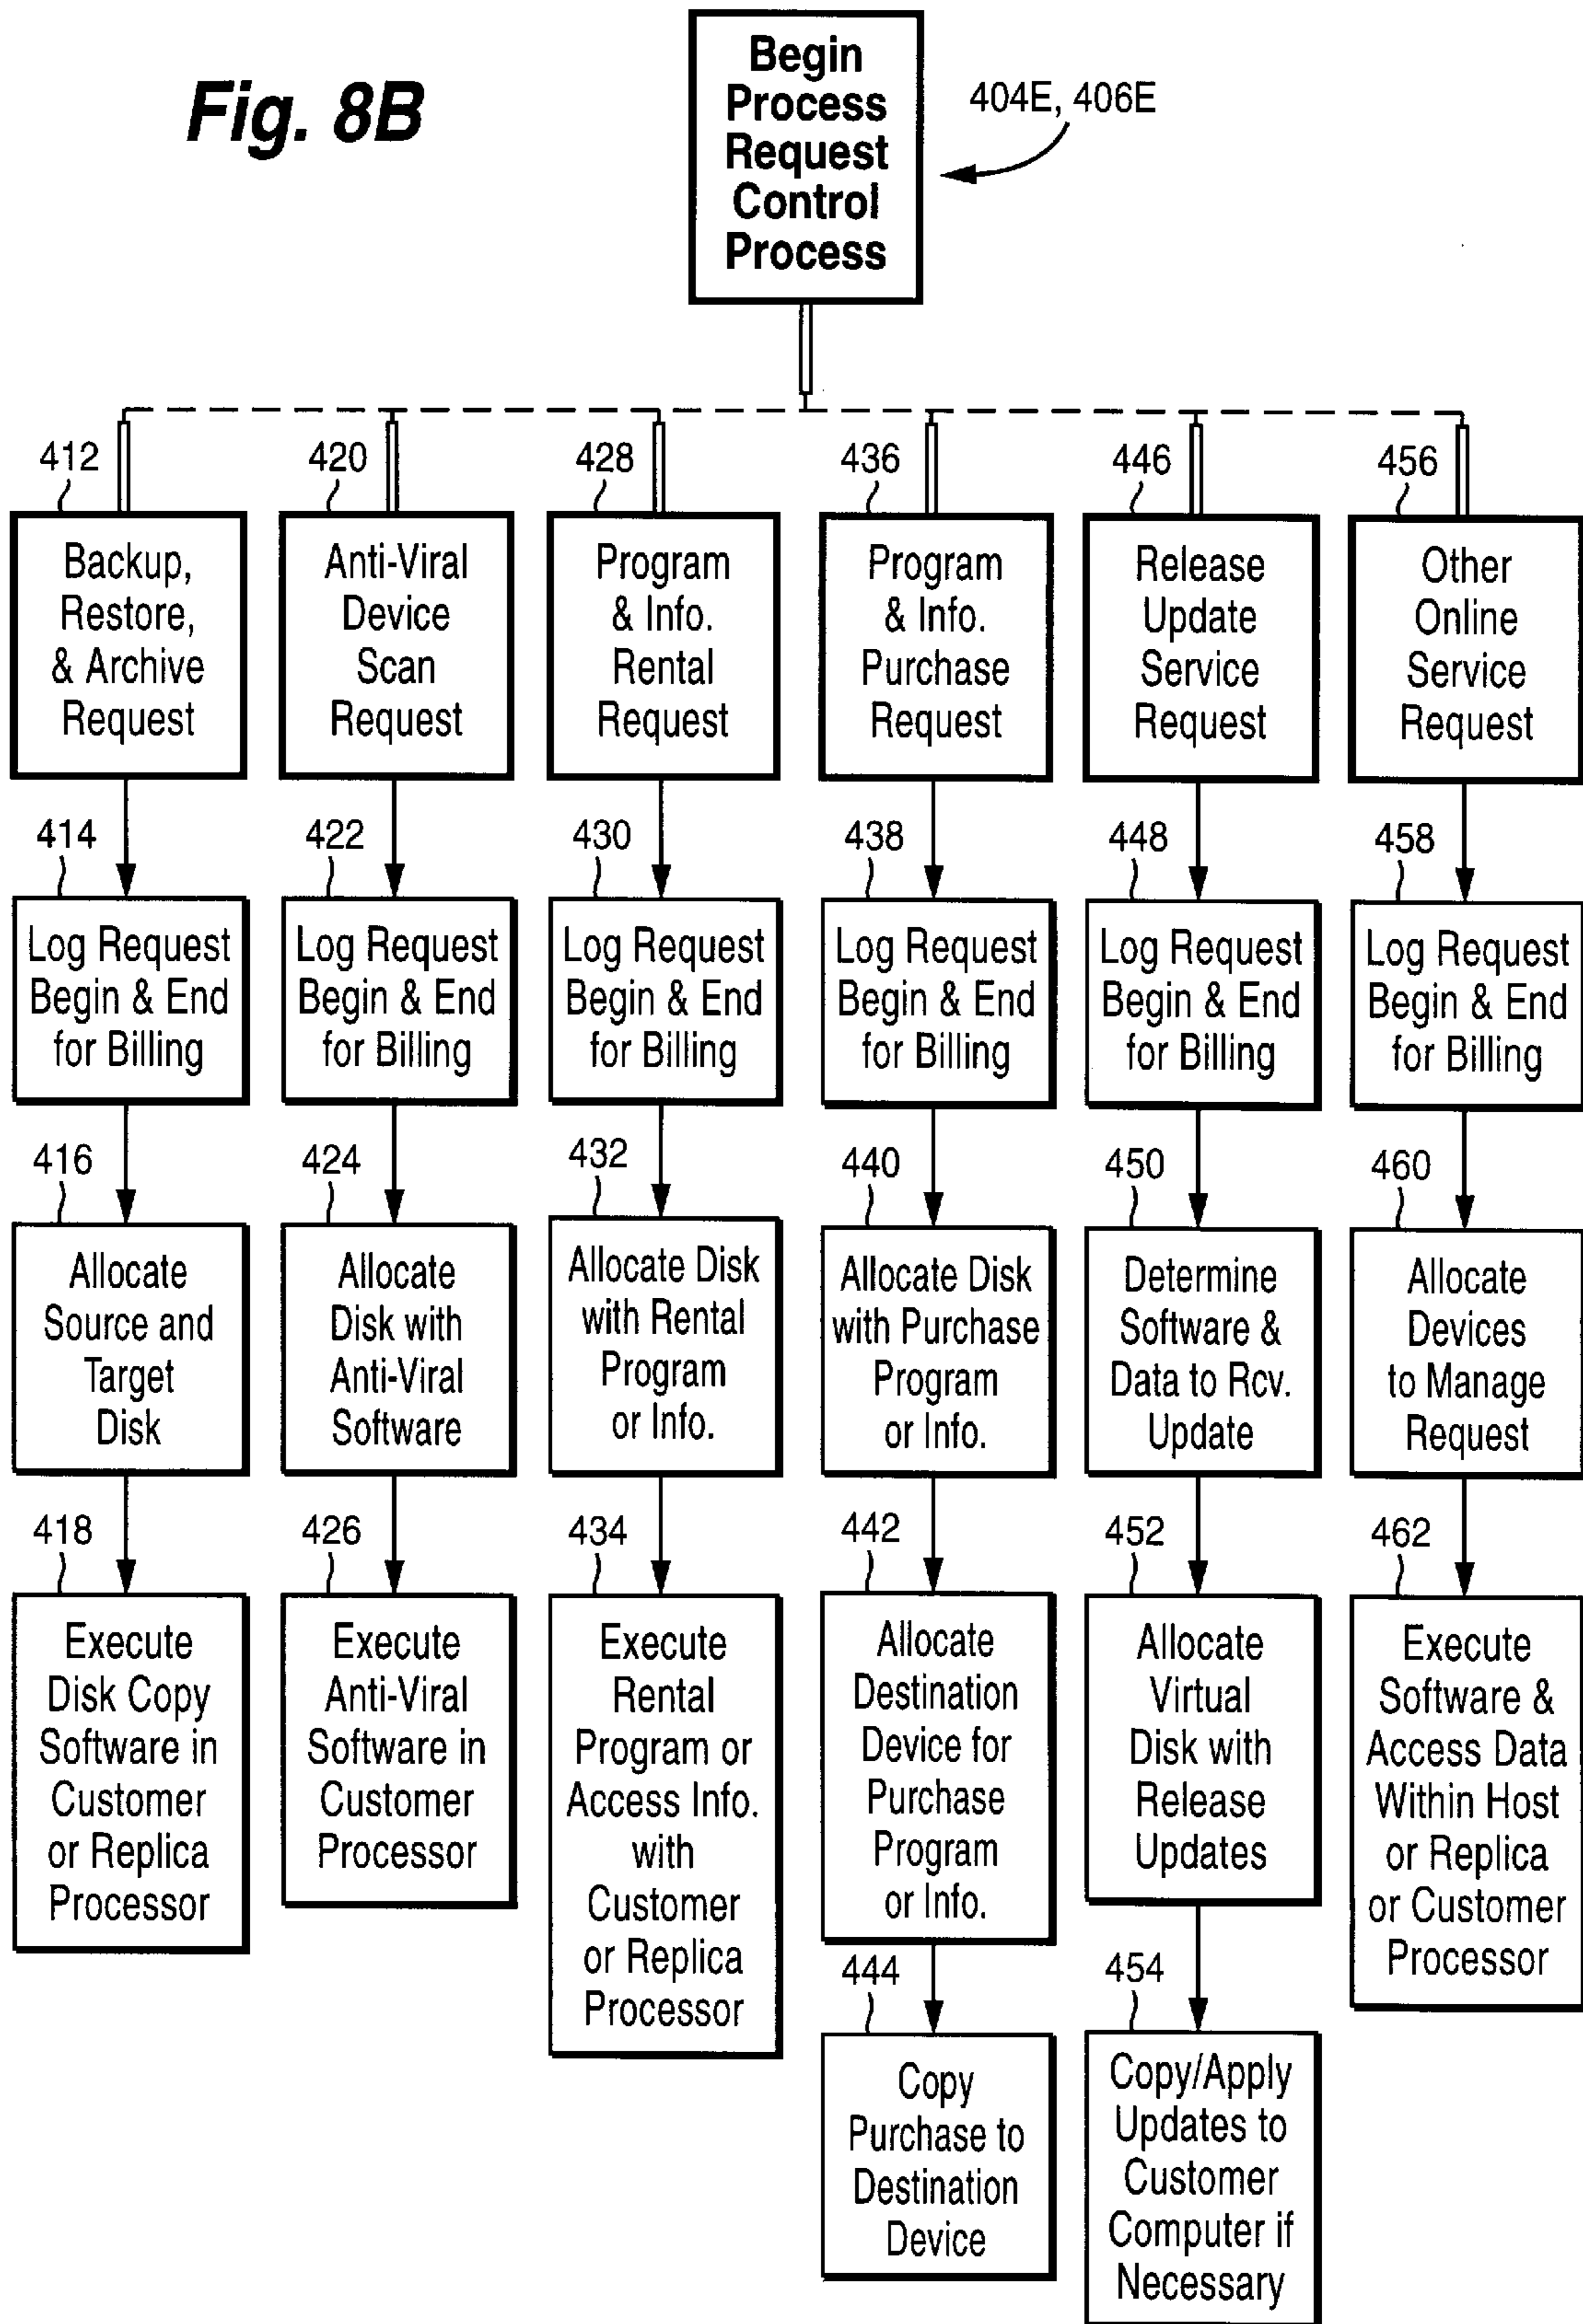 Fig. 8B
Begin
Process
Request
Control
Process
404E, 406E
412
Backup,
Restore,
& Archive
Request
414
Log Request
Begin & End
for Billing
416
Allocate
Source and
Target
Disk
418
Execute
Disk Copy
Software in
Customer
or Replica
Processor
420
Anti-Viral
Device
Scan
Request
422
Log Request
Begin & End
for Billing
424
Allocate
Disk with
Anti-Viral
Software
426
Execute
Anti-Viral
Software in
Customer
Processor
428
Program
& Info.
Rental
Request
430
Log Request
Begin & End
for Billing
432
Allocate Disk
with Rental
Program
or Info.
434
Execute
Rental
Program or
Access Info.
with
Customer
or Replica
Processor
436
Program
& Info.
Purchase
Request
438
Log Request
Begin & End
for Billing
440
Allocate Disk
with Purchase
Program
or Info.
442
Allocate
Destination
Device for
Purchase
Program
or Info.
444
Copy
Purchase to
Destination
Device
446
Release
Update
Service
Request
448
Log Request
Begin & End
for Billing
450
Determine
Software &
Data to Rcv.
Update
452
Allocate
Virtual
Disk with
Release
Updates
454
Copy/Apply
Updates to
Customer
Computer if
Necessary
456
Other
Online
Service
Request
458
Log Request
Begin & End
for Billing
460
Allocate
Devices
to Manage
Request
462
Execute
Software &
Access Data
Within Host
or Replica
or Customer
Processor